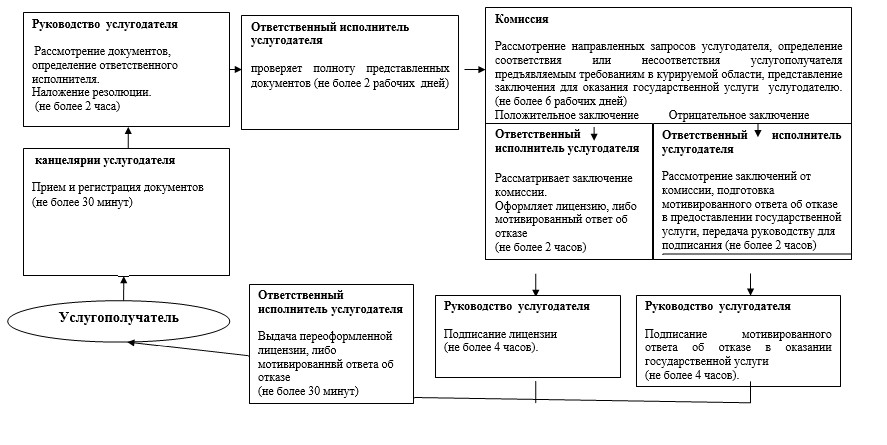 Руководство услугодателя
Рассмотрение документов,
определение ответственного
исполнителя.
Наложение резолюции.
(не более 2 часа)
Ответственный исполнитель
услугодателя
проверяет полноту представленных
документов (не более 2 рабочих дней)
Комиссия
Рассмотрение направленных запросов услугодателя, определение
соответствия или несоответствия услугополучателя
предъявляемым требованиям в курируемой области, представление
заключения для оказания государственной услуги услугодателю.
(не более 6 рабочих дней)
Положительное заключение Отрицательное заключение
Ответственный
исполнитель услугодателя
Рассматривает заключение
комиссии.
Оформляет лицензию, либо
мотивированный ответ об
отказе
(не более 2 часов)
Ответственный исполнитель
услугодателя
Рассмотрение заключений от
комиссии, подготовка
мотивированного ответа об отказе
в предоставлении государственной
услуги, передача руководству для
подписания (не более 2 часов)
канцелярии услугодателя
Прием и регистрация документов
(не более 30 минут)
Услугополучатель
Ответственный
исполнитель услугодателя
Выдача переоформленной
лицензии, либо
мотивированнвй ответа об
отказе
(не более 30 минут)
Руководство услугодателя
Подписание лицензии
(не более 4 часов).
Руководство услугодателя
Подписание мотивированного
ответа об отказе в оказании
государственной услуги
(не более 4 часов).